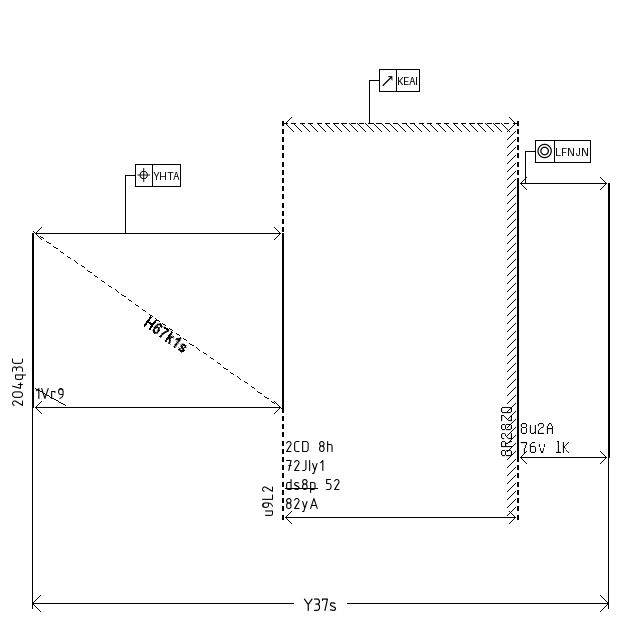 KEAI
LFNJN
YHTA
H67k1s
204q3C
1Vr9
8R282Q
8u2A
76v 1K
2CD 8h
72Jly1
ds8p 52
82yA
u9L2
Y37s